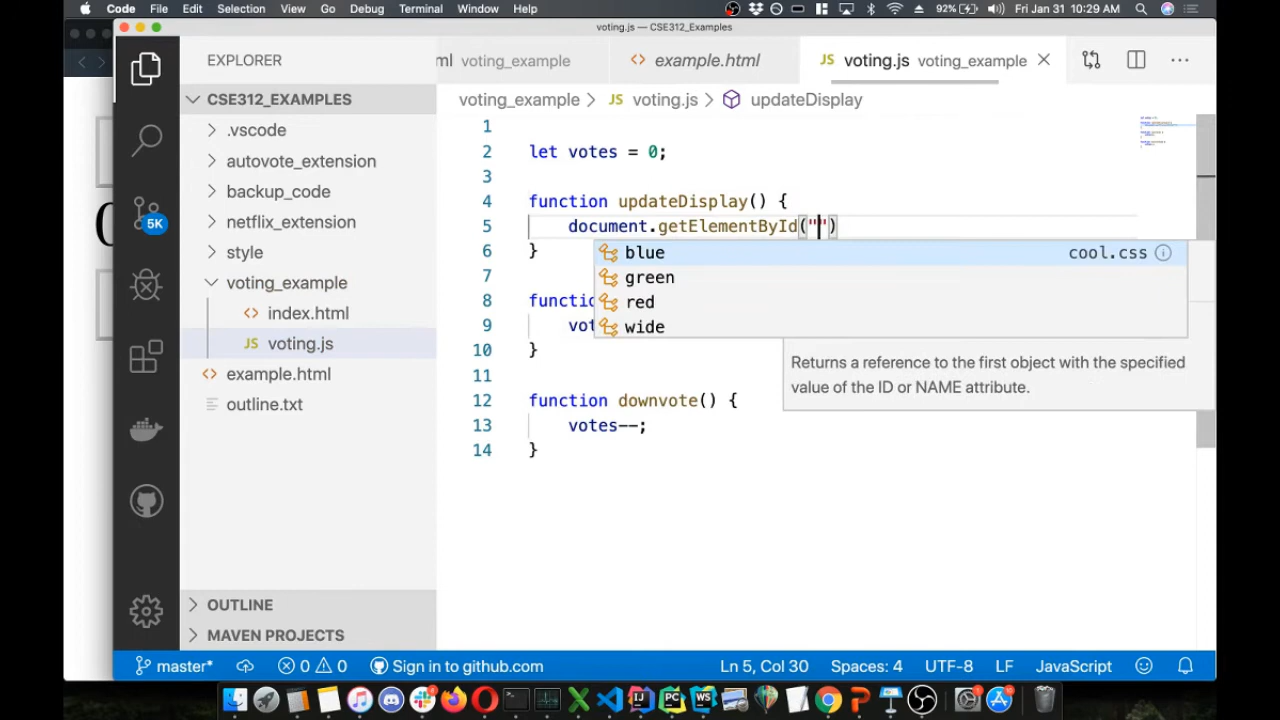 Code File Edit Selection View Go Debug Terminal Window Help 92% Fri Jan 31 10:29 AM
voting.js — CSE312_Examples
EXPLORER
ml voting_example
<> example.html
JS voting.js voting_example
CSE312_EXAMPLES
voting_example > JS voting.js > updateDisplay
.vscode
autovote_extension
backup_code
5K
netflix_extension
style
voting_example
<> index.html
JS voting.js
<> example.html
outline.txt
OUTLINE
MAVEN PROJECTS
1
2 let votes = 0;
3
4 function updateDisplay() {
5 document.getElementById("")
6 }
7
8 functio
9 vot
10 }
11
12 function downvote() {
13 votes--;
14 }
blue cool.css
green
red
wide
Returns a reference to the first object with the specified
value of the ID or NAME attribute.
master* 0 0 Sign in to github.com Ln 5, Col 30 Spaces: 4 UTF-8 LF JavaScript